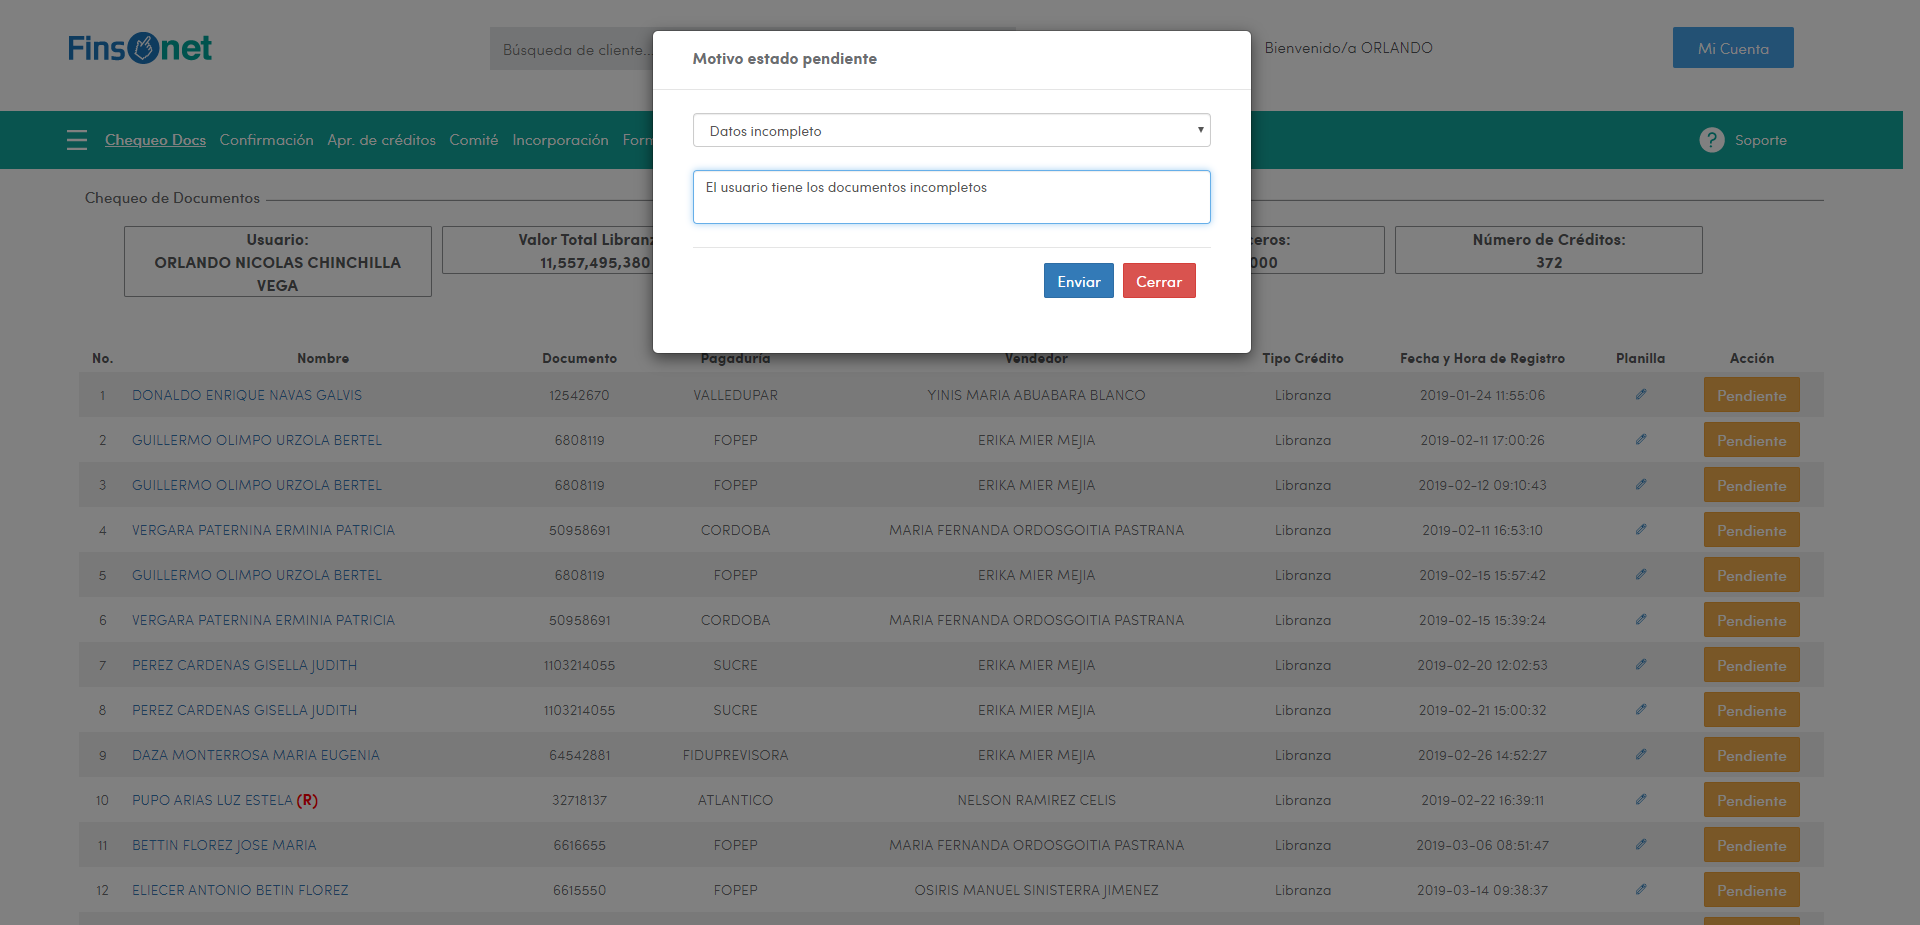 Finsonet
Búsqueda de cliente...
Bienvenido/a ORLANDO
Mi Cuenta
Motivo estado pendiente
Datos incompleto
El usuario tiene los documentos incompletos
Enviar Cerrar
Chequeo Docs Confirmación Apr. de créditos Comité Incorporación Form
? Soporte
Chequeo de Documentos
Usuario:
ORLANDO NICOLAS CHINCHILLA
VEGA
Valor Total Libran
11,557,495,380
eros:
000
Número de Créditos:
372
No. Nombre Documento Pagaduría Vendedor Tipo Crédito Fecha y Hora de Registro Planilla Acción
1 DONALDO ENRIQUE NAVAS GALVIS 12542670 VALLEDUPAR YINIS MARIA ABUABARA BLANCO Libranza 2019-01-24 11:55:06 Pendiente
2 GUILLERMO OLIMPO URZOLA BERTEL 6808119 FOPEP ERIKA MIER MEJIA Libranza 2019-02-11 17:00:26 Pendiente
3 GUILLERMO OLIMPO URZOLA BERTEL 6808119 FOPEP ERIKA MIER MEJIA Libranza 2019-02-12 09:10:43 Pendiente
4 VERGARA PATERNINA ERMINIA PATRICIA 50958691 CORDOBA MARIA FERNANDA ORDOSGOITIA PASTRANA Libranza 2019-02-11 16:53:10 Pendiente
5 GUILLERMO OLIMPO URZOLA BERTEL 6808119 FOPEP ERIKA MIER MEJIA Libranza 2019-02-15 15:57:42 Pendiente
6 VERGARA PATERNINA ERMINIA PATRICIA 50958691 CORDOBA MARIA FERNANDA ORDOSGOITIA PASTRANA Libranza 2019-02-15 15:39:24 Pendiente
7 PEREZ CARDENAS GISELLA JUDITH 1103214055 SUCRE ERIKA MIER MEJIA Libranza 2019-02-20 12:02:53 Pendiente
8 PEREZ CARDENAS GISELLA JUDITH 1103214055 SUCRE ERIKA MIER MEJIA Libranza 2019-02-21 15:00:32 Pendiente
9 DAZA MONTERROSA MARIA EUGENIA 64542881 FIDUPREVISORA ERIKA MIER MEJIA Libranza 2019-02-26 14:52:27 Pendiente
10 PUPO ARIAS LUZ ESTELA (R) 32718137 ATLANTICO NELSON RAMIREZ CELIS Libranza 2019-02-22 16:39:11 Pendiente
11 BETTIN FLOREZ JOSE MARIA 6616655 FOPEP MARIA FERNANDA ORDOSGOITIA PASTRANA Libranza 2019-03-06 08:51:47 Pendiente
12 ELIECER ANTONIO BETIN FLOREZ 6615550 FOPEP OSIRIS MANUEL SINISTERRA JIMENEZ Libranza 2019-03-14 09:38:37 Pendiente